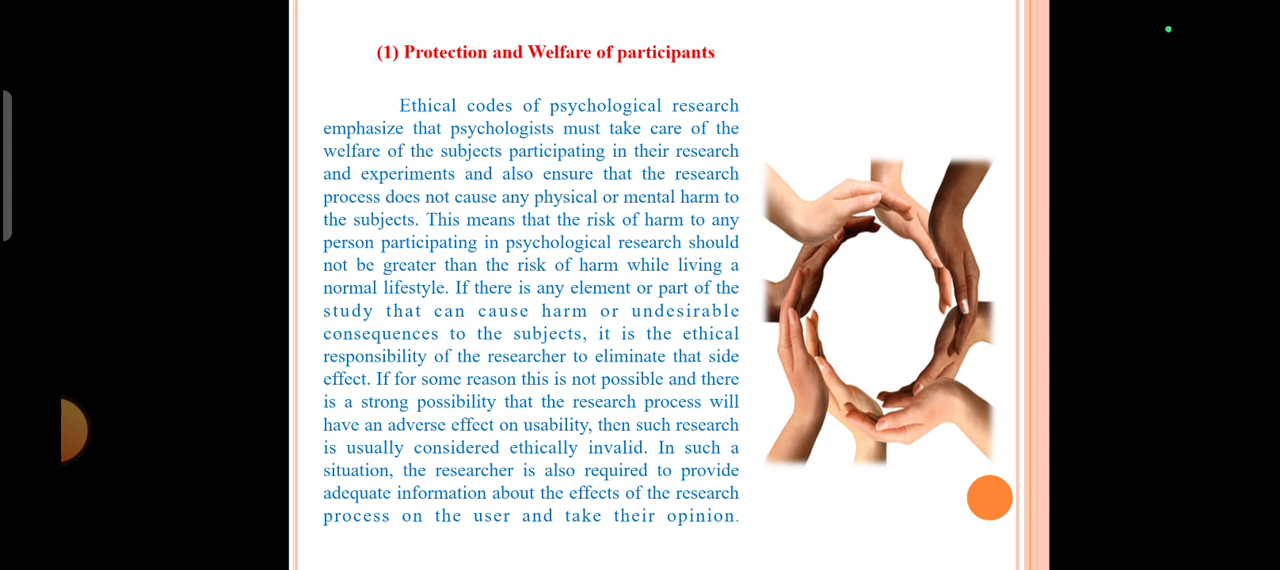 (1) Protection and Welfare of participants
Ethical codes of psychological research
emphasize that psychologists must take care of the
welfare of the subjects participating in their research
and experiments and also ensure that the research
process does not cause any physical or mental harm to
the subjects. This means that the risk of harm to any
person participating in psychological research should
not be greater than the risk of harm while living a
normal lifestyle. If there is any element or part of the
study that can cause harm or undesirable
consequences to the subjects, it is the ethical
responsibility of the researcher to eliminate that side
effect. If for some reason this is not possible and there
is a strong possibility that the research process will
have an adverse effect on usability, then such research
is usually considered ethically invalid. In such a
situation, the researcher is also required to provide
adequate information about the effects of the research
process on the user and take their opinion.